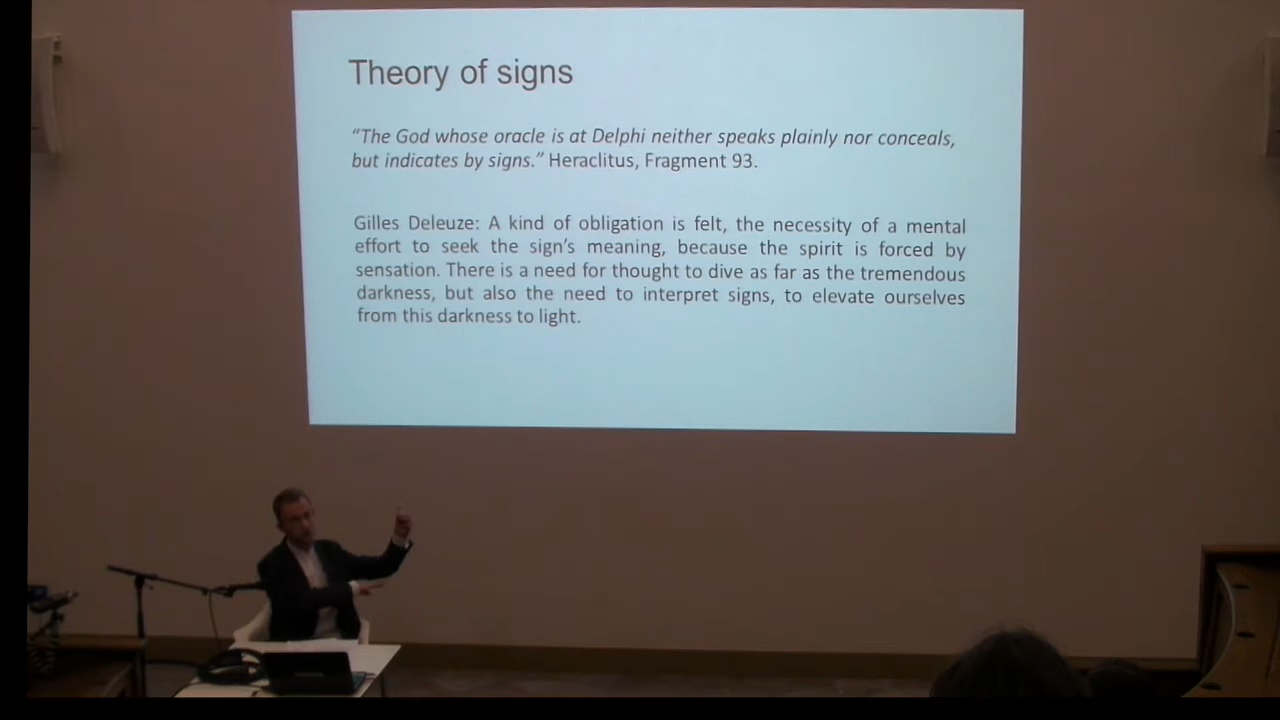 Theory of signs
“The God whose oracle is at Delphi neither speaks plainly nor conceals,
but indicates by signs.” Heraclitus, Fragment 93.
Gilles Deleuze: A kind of obligation is felt, the necessity of a mental
effort to seek the sign’s meaning, because the spirit is forced by
sensation. There is a need for thought to dive as far as the tremendous
darkness, but also the need to interpret signs, to elevate ourselves
from this darkness to light.